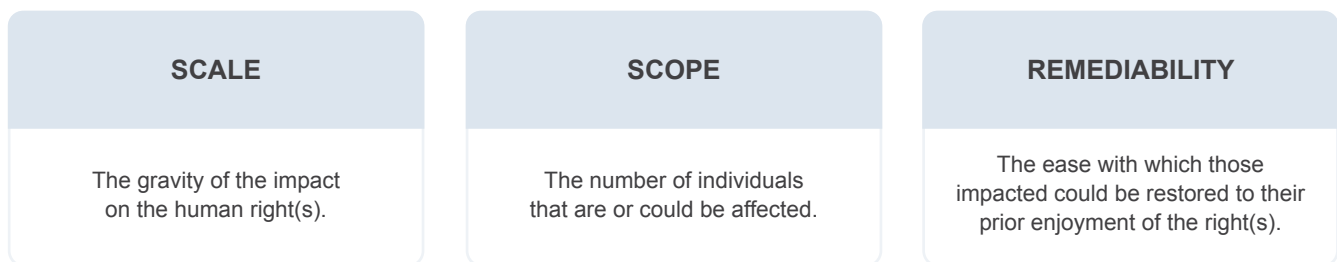 SCALE
The gravity of the impact
on the human right(s).
SCOPE
The number of individuals
that are or could be affected.
REMEDIABILITY
The ease with which those
impacted could be restored to their
prior enjoyment of the right(s).